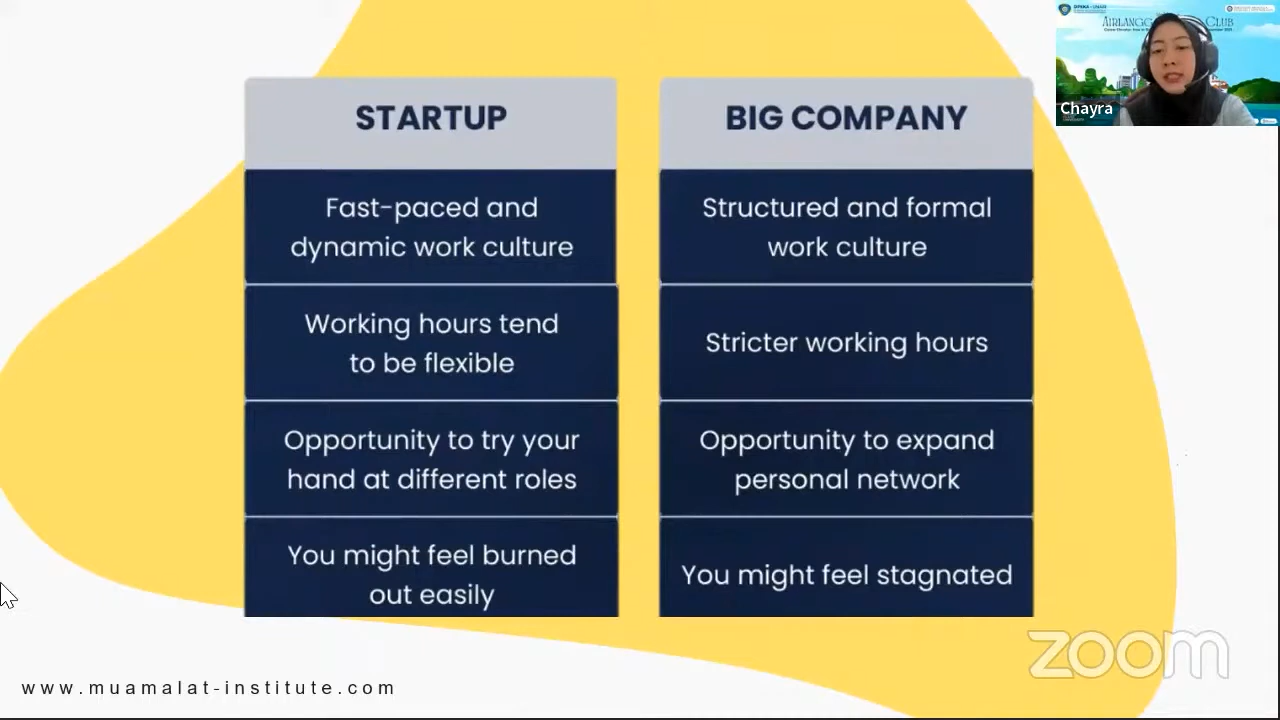 STARTUP
Fast-paced and
dynamic work culture
Working hours tend
to be flexible
Opportunity to try your
hand at different roles
You might feel burned
out easily
BIG COMPANY
Structured and formal
work culture
Stricter working hours
Opportunity to expand
personal network
You might feel stagnated
CLUB
Chayra
zoom
www.muamalat-institute.com